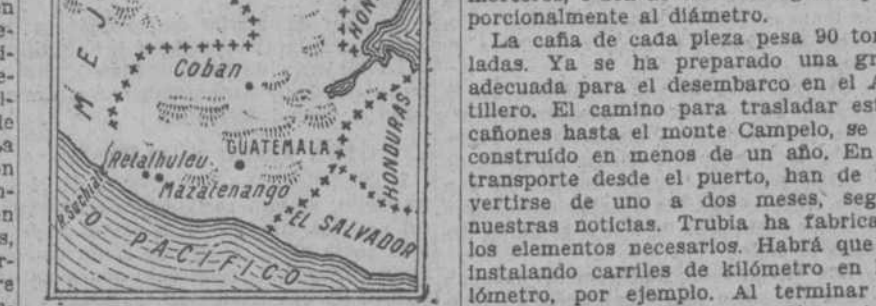 MEJ
HON
Coban
GUATEMALA
HONDURAS
Retalhuleu
Mazatenango
R. Suchiat
EL SALVADOR
O. PACIFICO
porcionalmente al diámetro.
La caña de cada pieza pesa 90 ton
ladas. Ya se ha preparado una gr
adecuada para el desembarco en el A
tillero. El camino para trasladar est
cañones hasta el monte Campelo, se
construído en menos de un año. En
transporte desde el puerto, han de
vertirse de uno a dos meses, seg
nuestras noticias. Trubia ha fabrica
los elementos necesarios. Habrá que
instalando carriles de kilómetro en
lómetro, por ejemplo. Al terminar